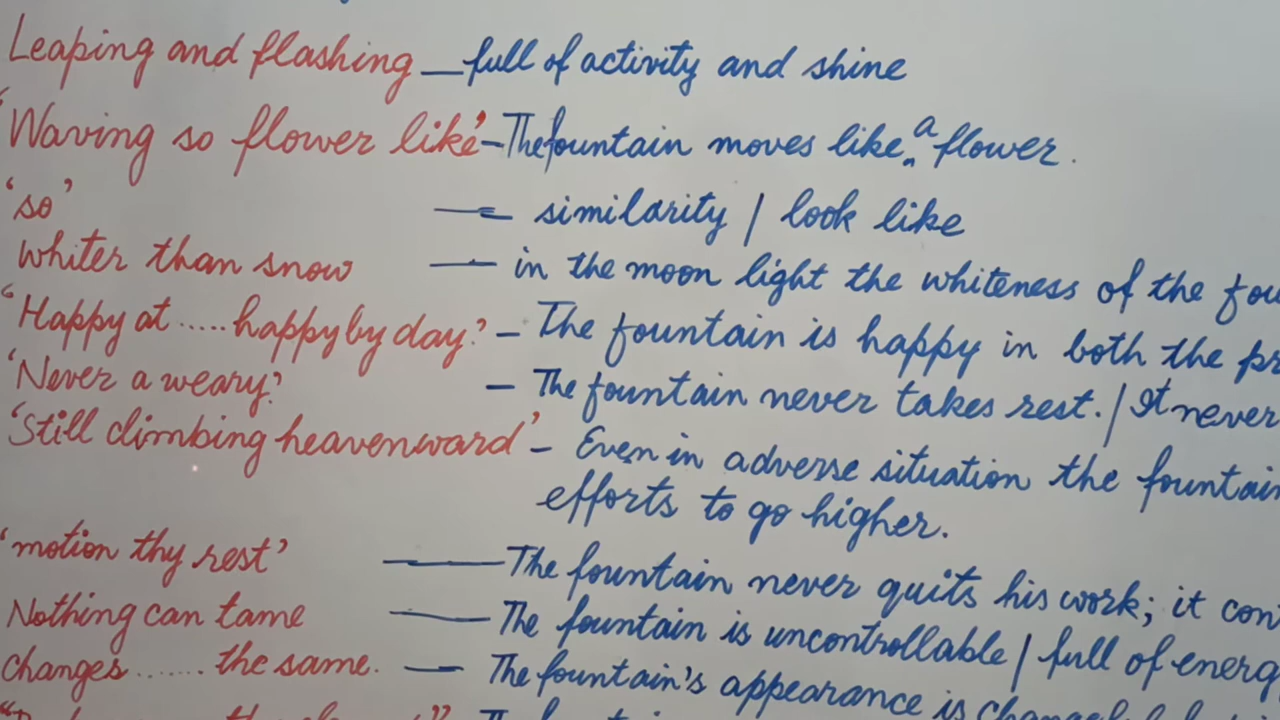 Leaping and flashing — full of activity and shine
'Waving so flower like' - The fountain moves like a flower.
'so' — similarity / look like
whiter than snow — in the moon light the whiteness of the
'Happy at ..... happy by day.' - The fountain is happy in both the
'Never a weary.' - The fountain never takes rest. / It never
'Still climbing heavenward' - Even in adverse situation the fountain
efforts to go higher.
'motion thy rest' — The fountain never quits his work; it
Nothing can tame — The fountain is uncontrollable / full of
changes ....... the same. — The fountain's appearance is